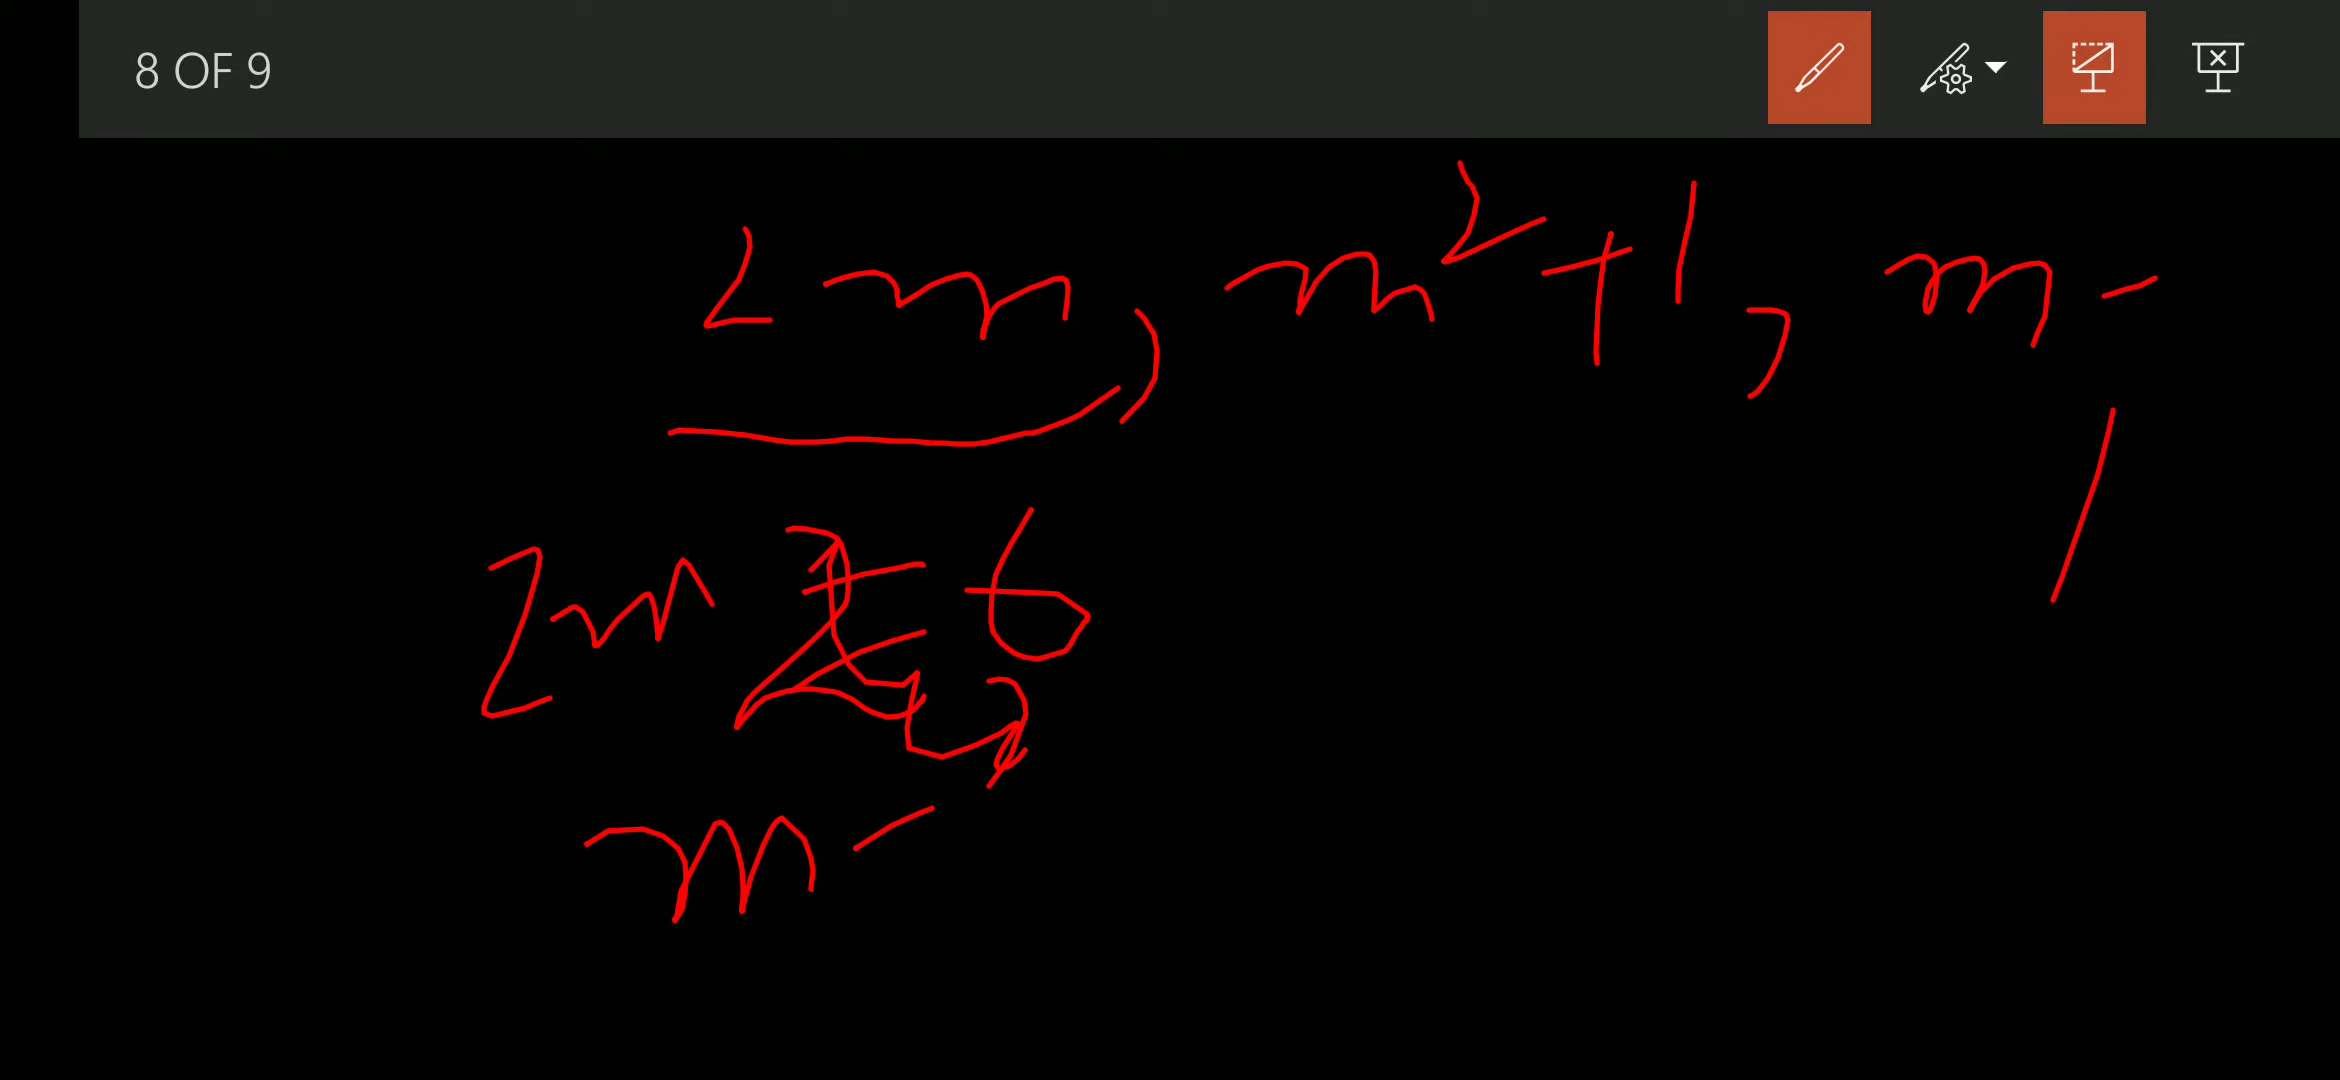 8 OF 9
2m, m²+1, m-
1
2m = 6
m -